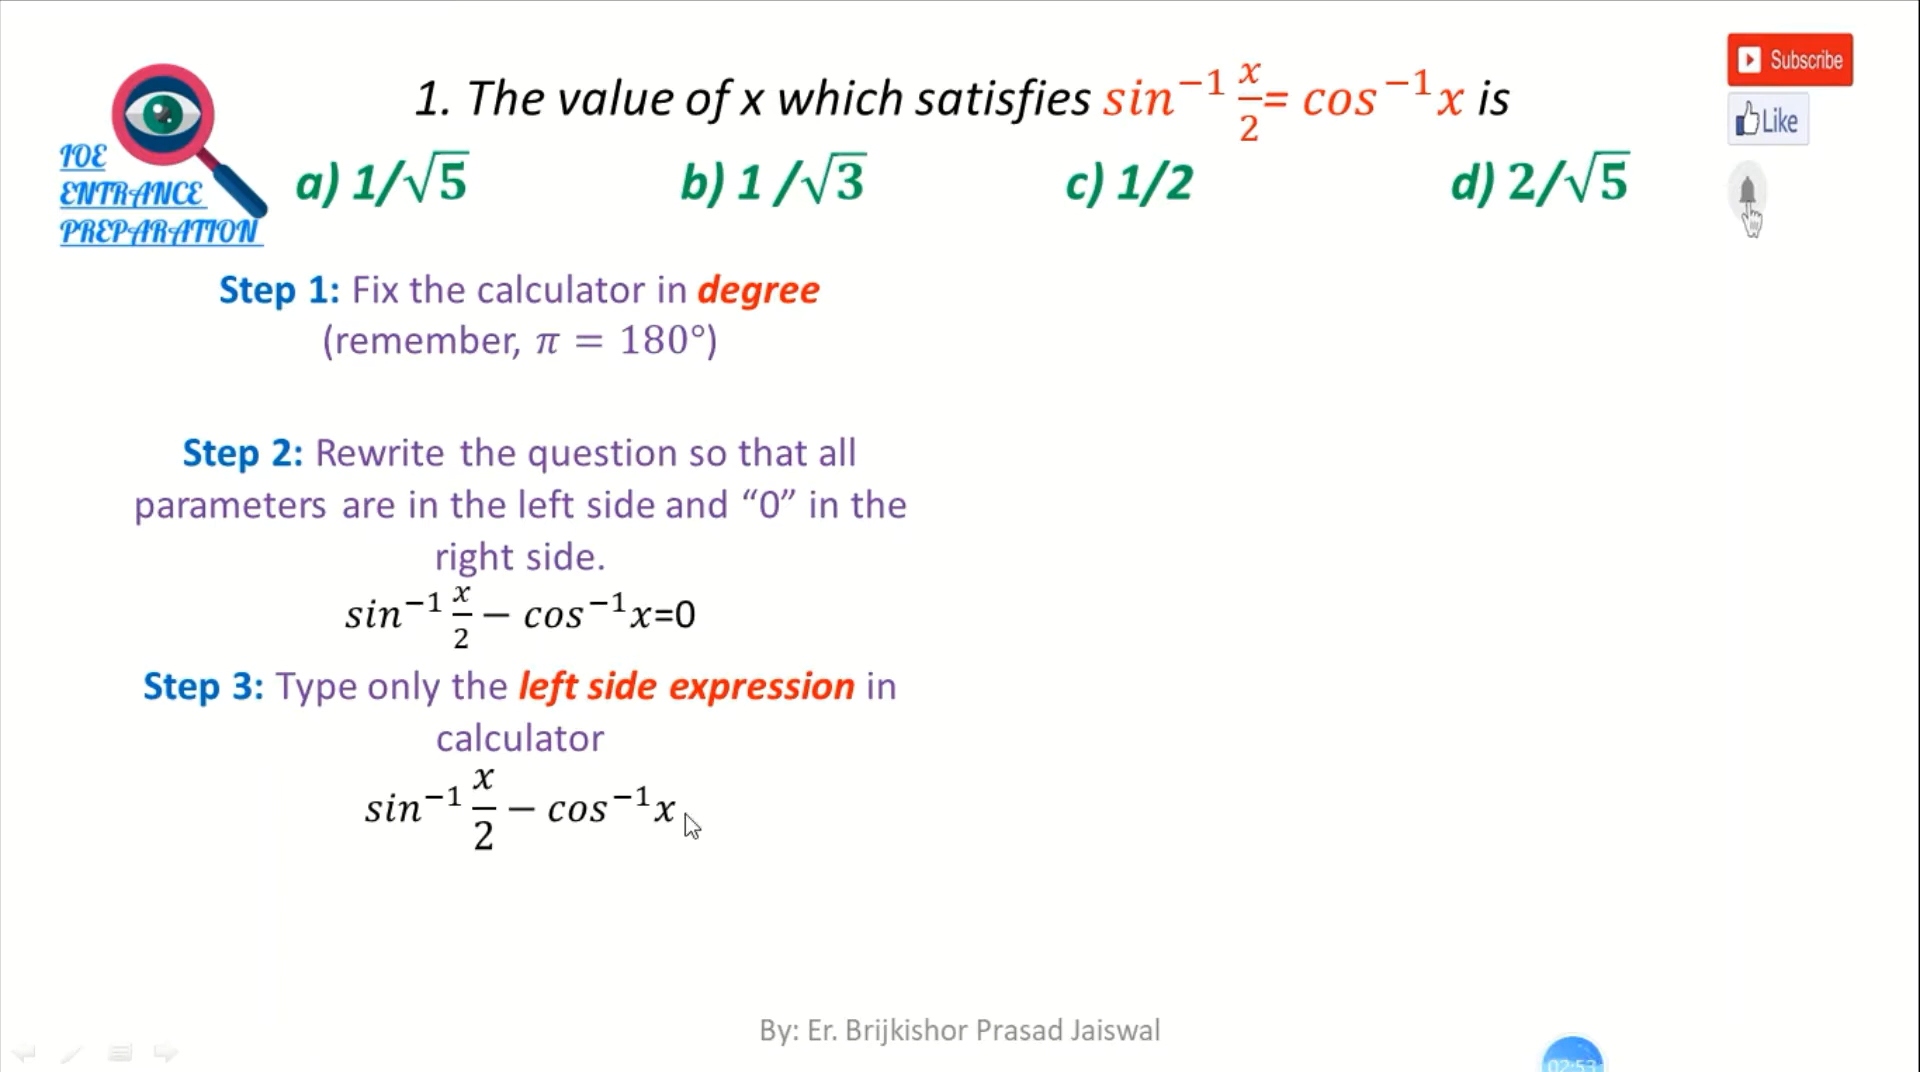 1. The value of x which satisfies sin⁻¹ x/2 = cos⁻¹ x is
Subscribe
Like
IOE
ENTRANCE
PREPARATION
a) 1/√5 b) 1 /√3 c) 1/2 d) 2/√5
Step 1: Fix the calculator in degree
(remember, π = 180°)
Step 2: Rewrite the question so that all
parameters are in the left side and “0” in the
right side.
sin⁻¹ x/2 − cos⁻¹ x=0
Step 3: Type only the left side expression in
calculator
sin⁻¹ x/2 − cos⁻¹ x
By: Er. Brijkishor Prasad Jaiswal
02:53